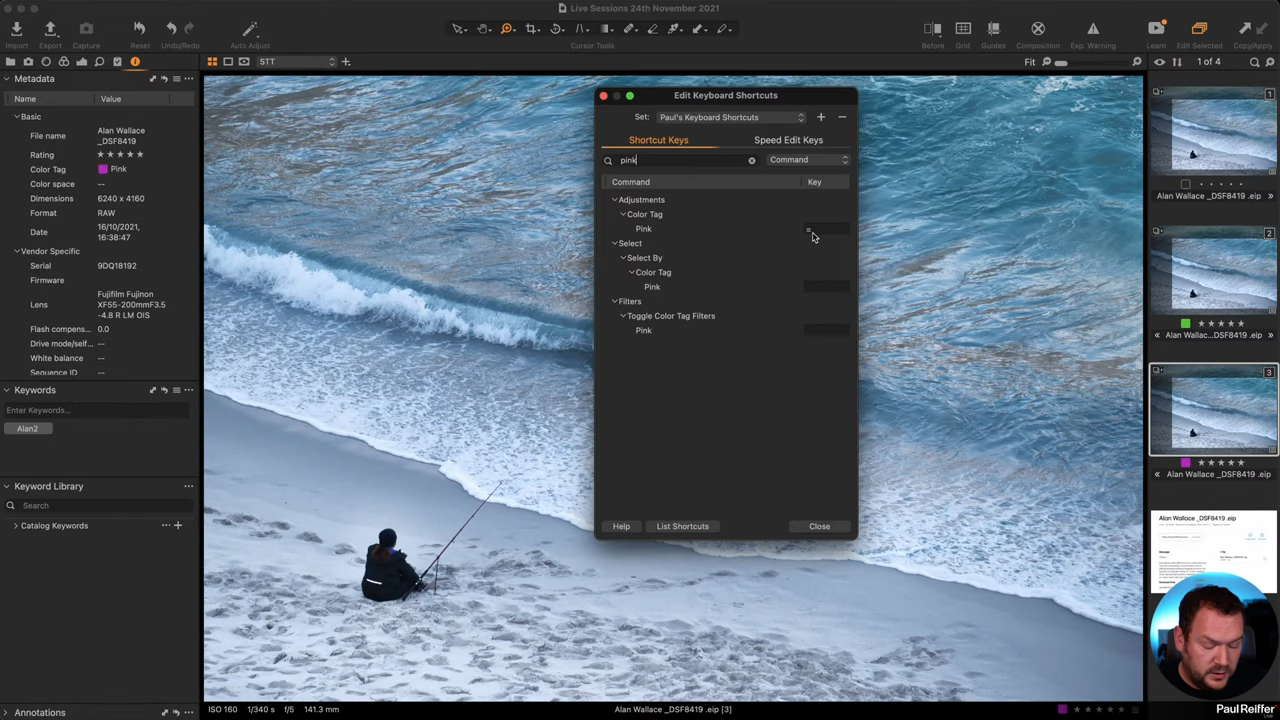 Live Sessions 24th November 2021
Import
Export
Capture
Reset
Undo/Redo
Auto Adjust
Cursor Tools
Before
Grid
Guides
Composition
Exp. Warning
Learn
Edit Selected
Copy/Apply
STT
Fit
1 of 4
Metadata
Name Value
Basic
File name Alan Wallace _DSF8419
Rating
Color Tag Pink
Color space --
Dimensions 6240 x 4160
Format RAW
Date 16/10/2021, 16:38:47
Vendor Specific
Serial 9DQ18192
Firmware
Lens Fujifilm Fujinon XF55-200mmF3.5 -4.8 R LM OIS
Flash compens... 0.0
Drive mode/self... --
White balance --
Sequence ID --
Keywords
Enter Keywords...
Alan2
Keyword Library
Search
Catalog Keywords
Annotations
Edit Keyboard Shortcuts
Set: Paul's Keyboard Shortcuts
Shortcut Keys Speed Edit Keys
pink Command
Command Key
Adjustments
Color Tag
Pink =
Select
Select By
Color Tag
Pink
Filters
Toggle Color Tag Filters
Pink
Help List Shortcuts Close
1
Alan Wallace _DSF8419 .eip
2
Alan Wallac..._DSF8419 .eip
3
Alan Wallace _DSF8419 .eip
Alan Wallace _DSF8419 .eip
ISO 160 1/340 s f/5 141.3 mm
Alan Wallace _DSF8419 .eip [3]
PaulReiffer
Live